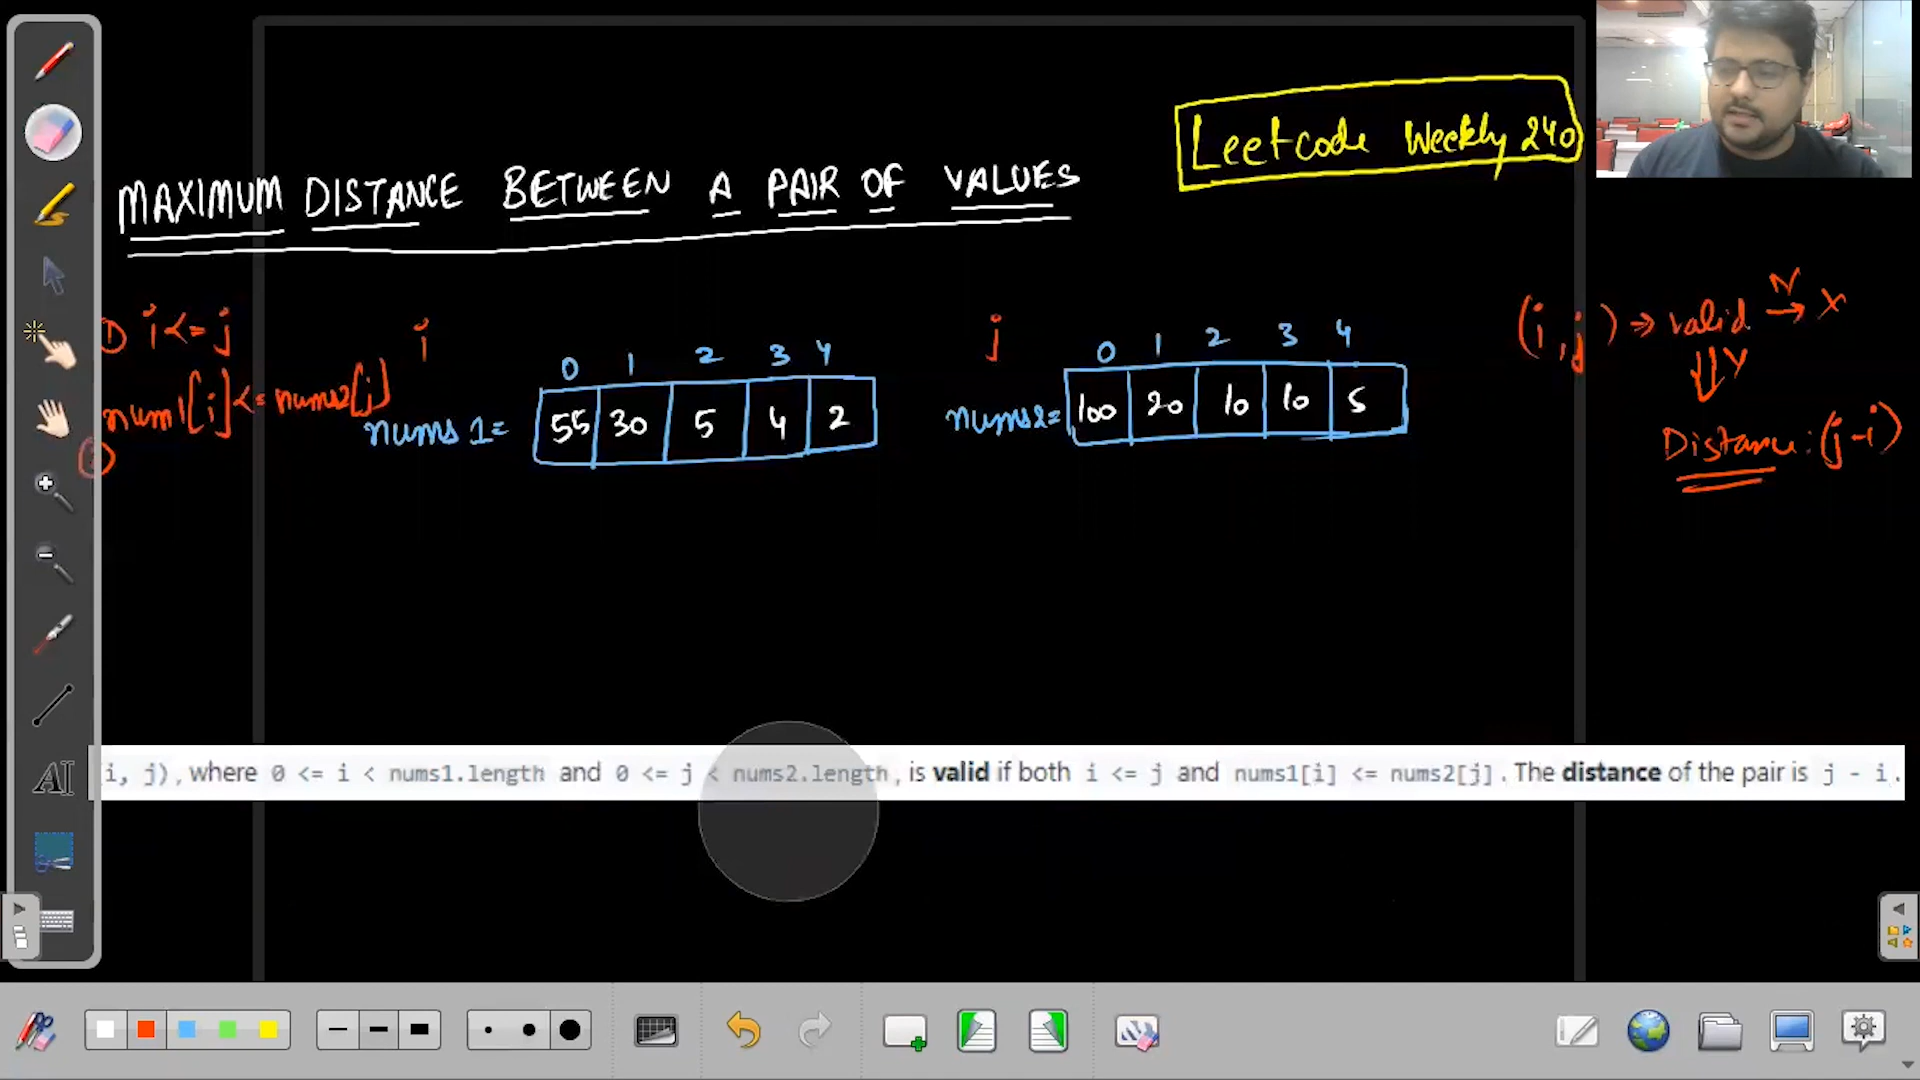 Leetcode Weekly 240
MAXIMUM DISTANCE BETWEEN A PAIR OF VALUES
① i <= j
nums1[i] <= nums2[j]
i
0 1 2 3 4
nums1=
55 30 5 4 2
j
0 1 2 3 4
nums2=
100 20 10 10 5
(i, j) => valid
N
→ X
Y
Distance: (j-i)
i, j), where 0 <= i < nums1.length and 0 <= j < nums2.length, is valid if both i <= j and nums1[i] <= nums2[j]. The distance of the pair is j - i.
AI